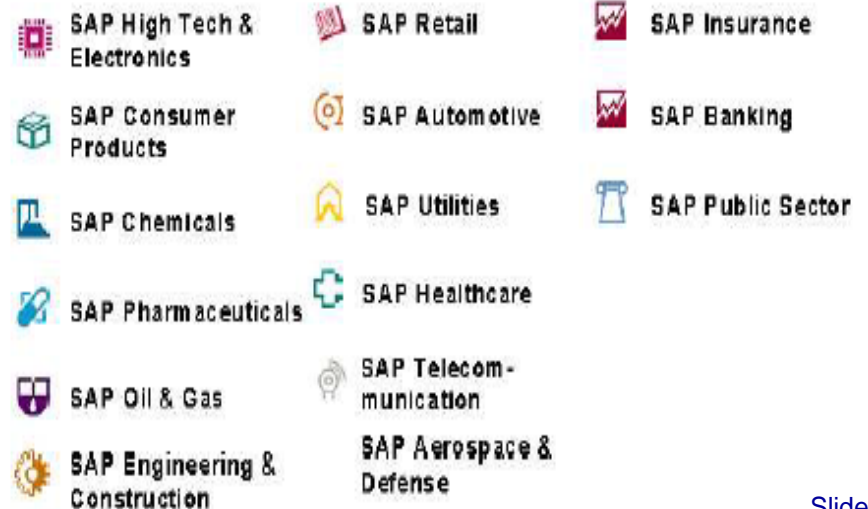 SAP High Tech &
Electronics
SAP Consumer
Products
SAP Chemicals
SAP Pharmaceuticals
SAP Oil & Gas
SAP Engineering &
Construction
SAP Retail
SAP Automotive
SAP Utilities
SAP Healthcare
SAP Telecom-
munication
SAP Aerospace &
Defense
SAP Insurance
SAP Banking
SAP Public Sector
Slide